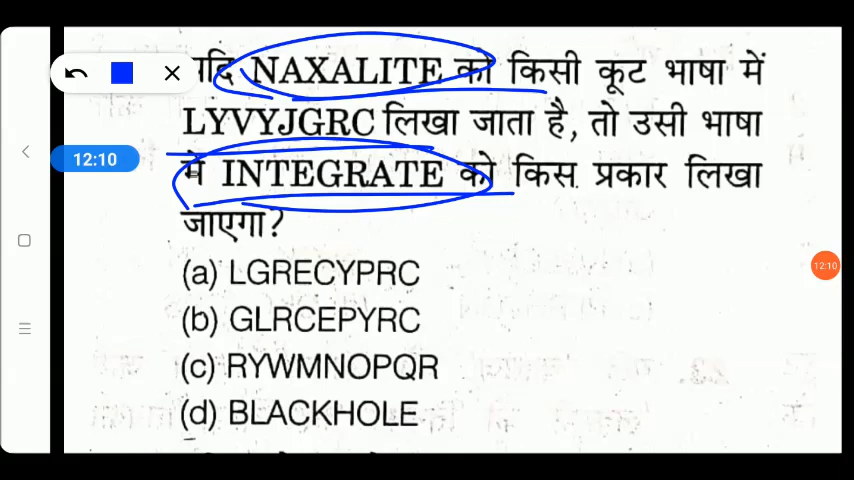 यदि NAXALITE को किसी कूट भाषा में
LYVYJGRC लिखा जाता है, तो उसी भाषा
में INTEGRATE को किस प्रकार लिखा
जाएगा?
(a) LGRECYPRC
(b) GLRCEPYRC
(c) RYWMNOPQR
(d) BLACKHOLE
12:10
12:10